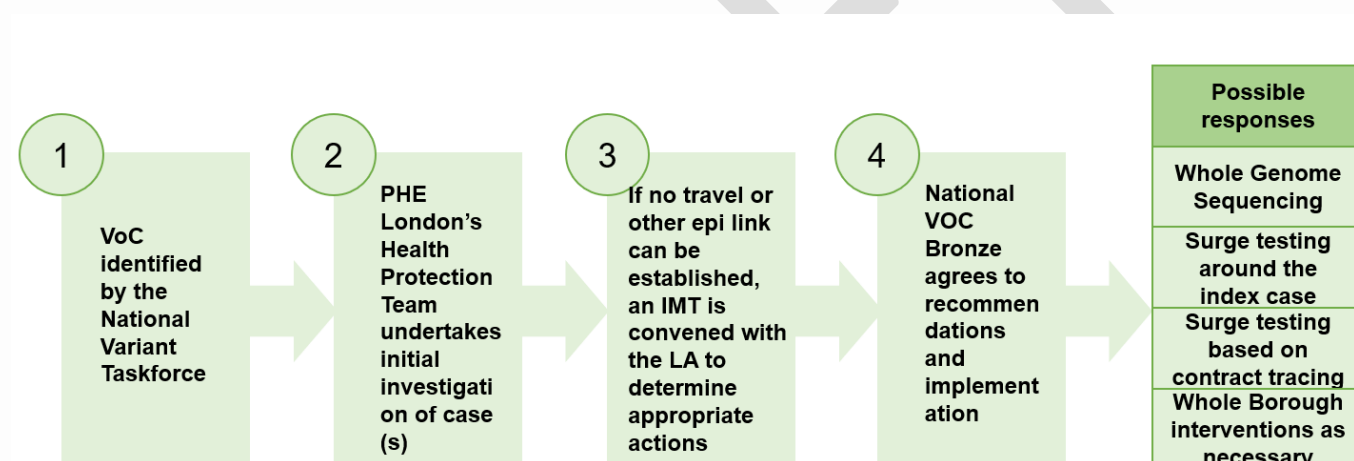 1
VoC
identified
by the
National
Variant
Taskforce
2
PHE
London's
Health
Protection
Team
undertakes
initial
investigati
on of case
(s)
3
If no travel or
other epi link
can be
established,
an IMT is
convened with
the LA to
determine
appropriate
actions
4
National
VOC
Bronze
agrees to
recommen
dations
and
implement
ation
Possible
responses
Whole Genome
Sequencing
Surge testing
around the
index case
Surge testing
based on
contract tracing
Whole Borough
interventions as
necessary